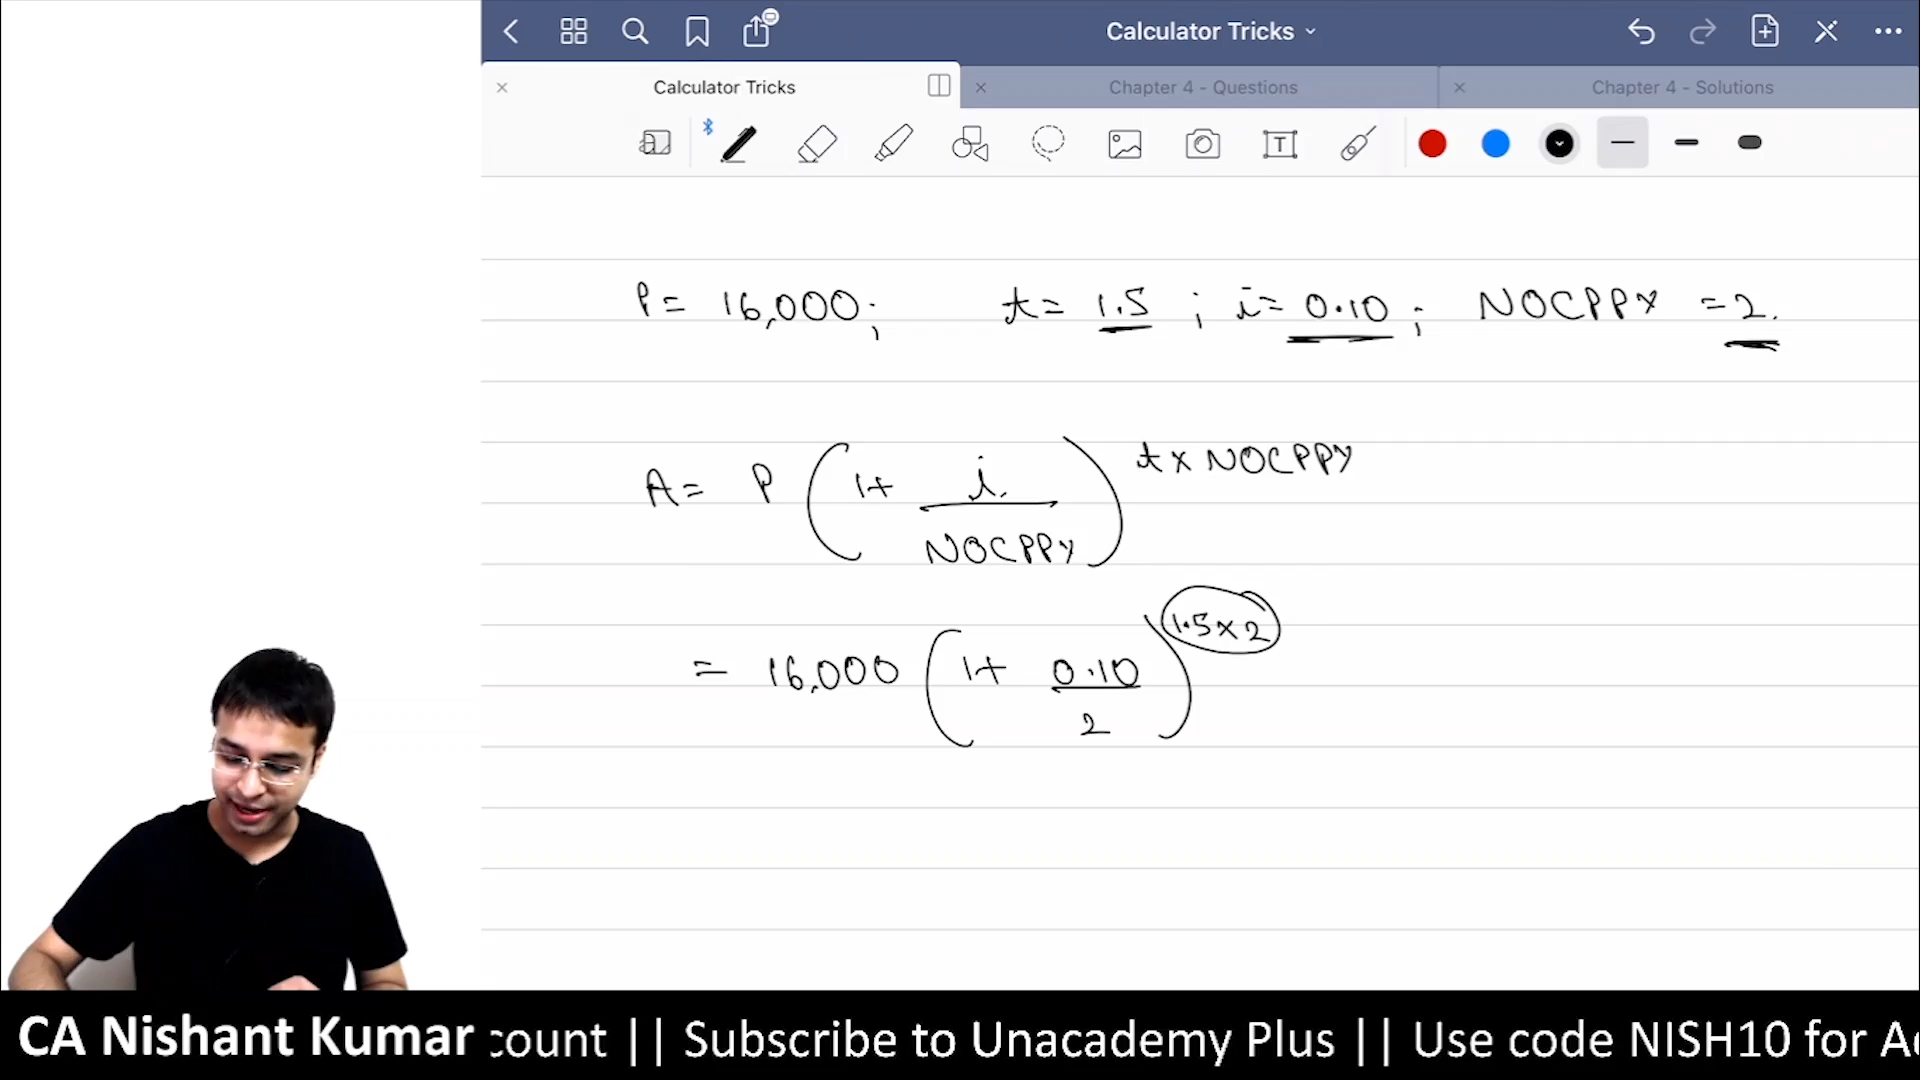 Calculator Tricks
Calculator Tricks
Chapter 4 - Questions
Chapter 4 - Solutions
P = 16,000; t = 1.5 ; i = 0.10 ; NOCPPY = 2.
A = P ( 1 + i / NOCPPY ) t x NOCPPY
= 16,000 ( 1 + 0.10 / 2 ) 1.5 x 2
CA Nishant Kumar count || Subscribe to Unacademy Plus || Use code NISH10 for A